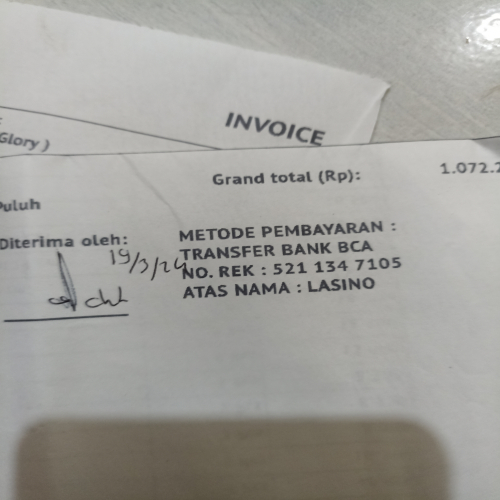 Glory )
INVOICE
Grand total (Rp):
1.072.2
Puluh
Diterima oleh:
19/3/24
METODE PEMBAYARAN :
TRANSFER BANK BCA
NO. REK : 521 134 7105
ATAS NAMA : LASINO